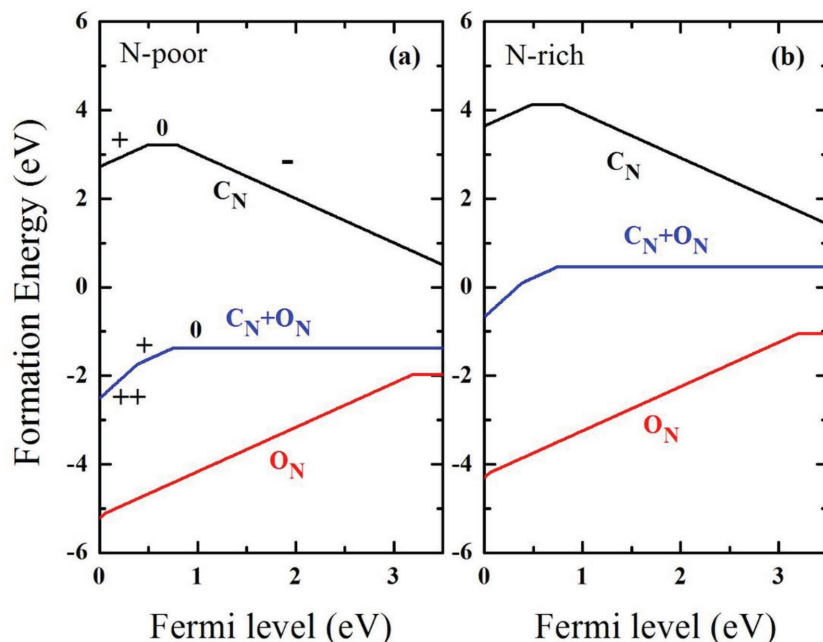 N-poor (a)
N-rich (b)
6
4
2
0
-2
-4
-6
Formation Energy (eV)
+
0
-
C_N
+
0
C_N+O_N
++
O_N
0
1
2
3
Fermi level (eV)
6
4
2
0
-2
-4
-6
C_N
C_N+O_N
O_N
0
1
2
3
Fermi level (eV)